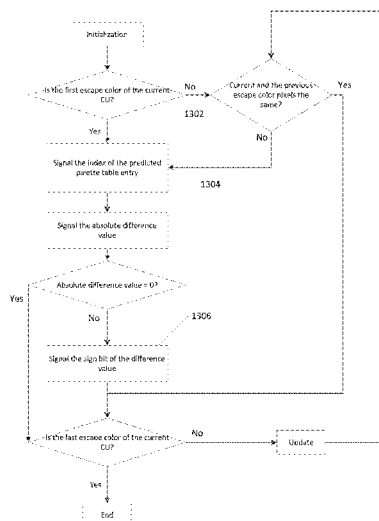 Initialization
Is the first escape color of the current
CU?
No
1302
Current and the previous
escape color pixels the
same?
Yes
Yes
No
Signal the index of the predicted
palette table entry
1304
Signal the absolute difference
value
Absolute difference value = 0?
Yes
No
1306
Signal the sign bit of the difference
value
Is the last escape color of the current
CU?
No
Update
Yes
End